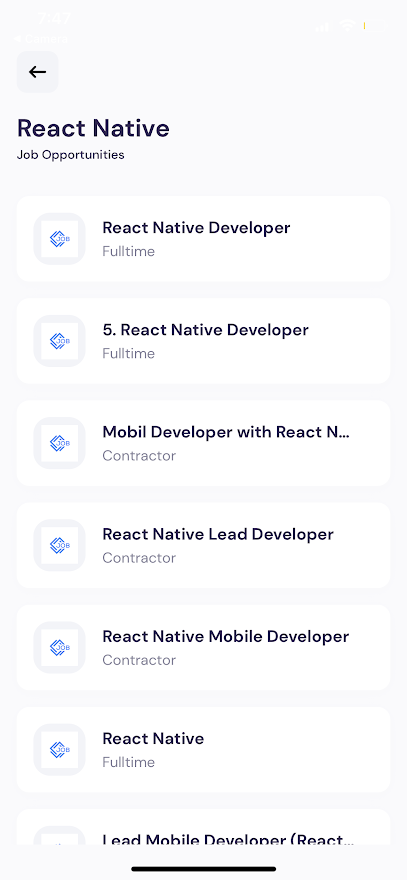 7:47
React Native
Job Opportunities
JOB
React Native Developer
Fulltime
JOB
5. React Native Developer
Fulltime
JOB
Mobil Developer with React N...
Contractor
JOB
React Native Lead Developer
Contractor
JOB
React Native Mobile Developer
Contractor
JOB
React Native
Fulltime
Lead Mobile Developer (React...